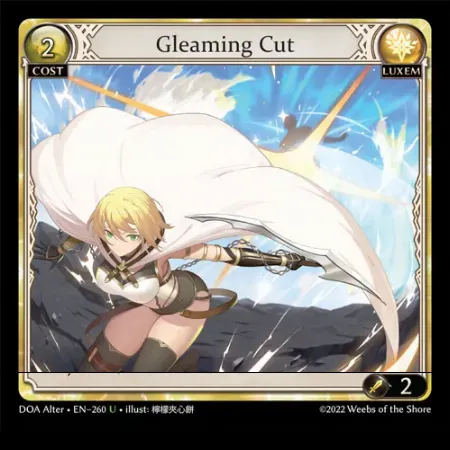 2
Gleaming Cut
COST
LUXEM
2
DOA Alter • EN-260 U • illust: 檸檬夾心餅
©2022 Weebs of the Shore